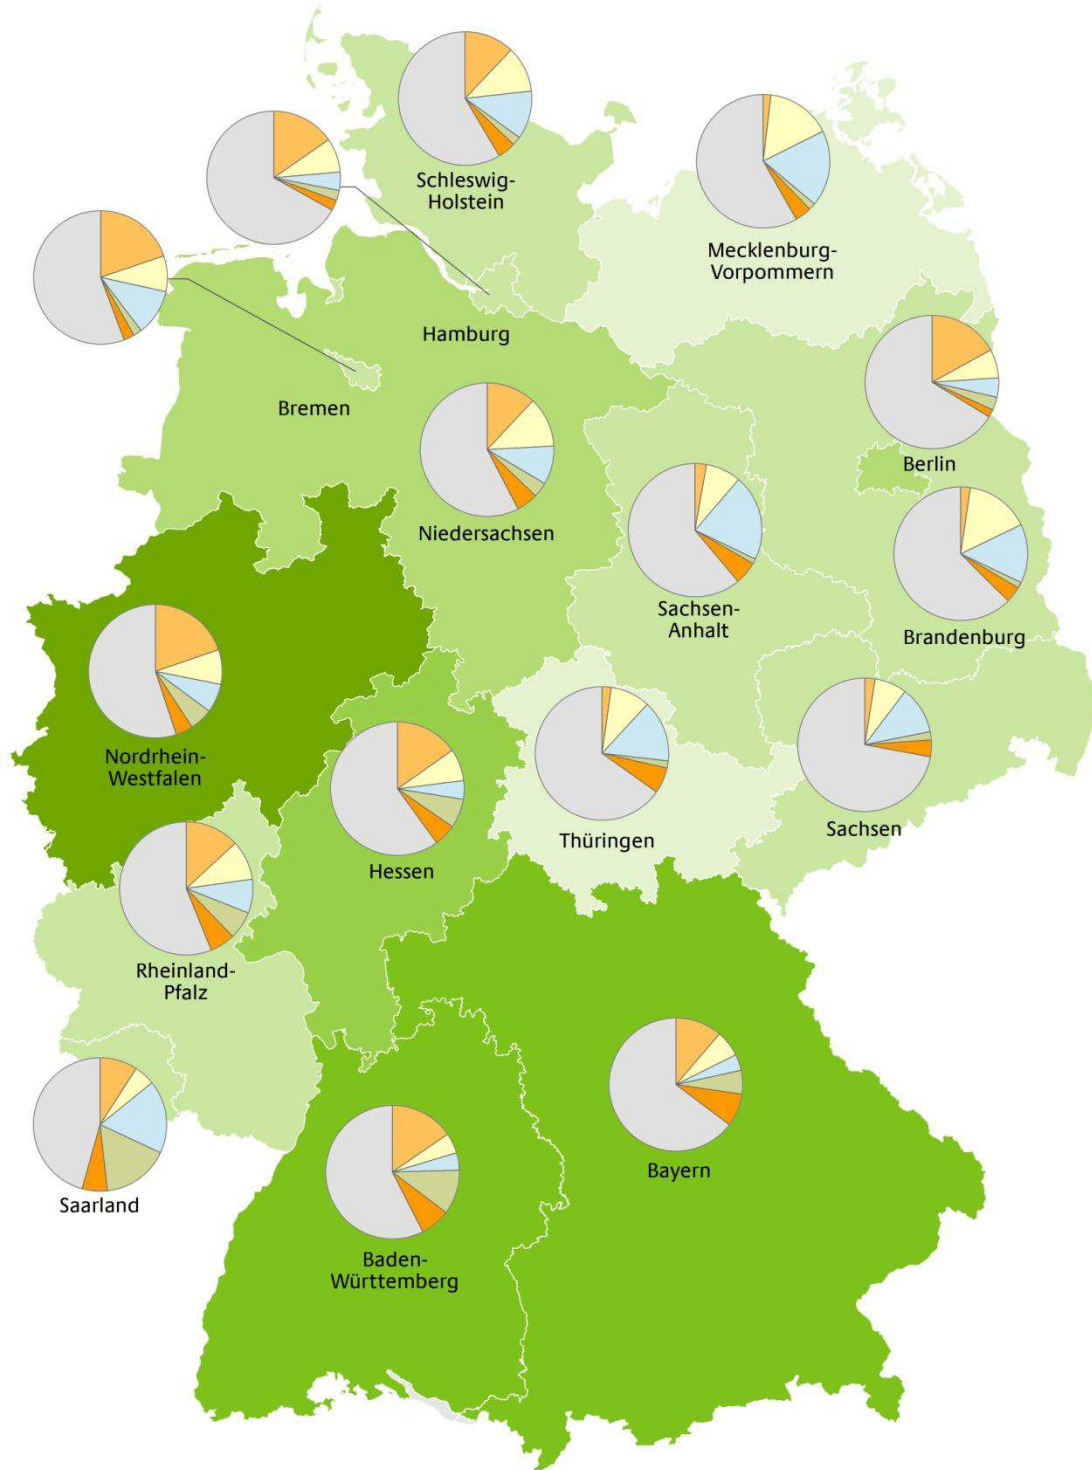 Schleswig-
Holstein
Mecklenburg-
Vorpommern
Hamburg
Bremen
Berlin
Niedersachsen
Sachsen-
Anhalt
Brandenburg
Nordrhein-
Westfalen
Hessen
Thüringen
Sachsen
Rheinland-
Pfalz
Saarland
Bayern
Baden-
Württemberg